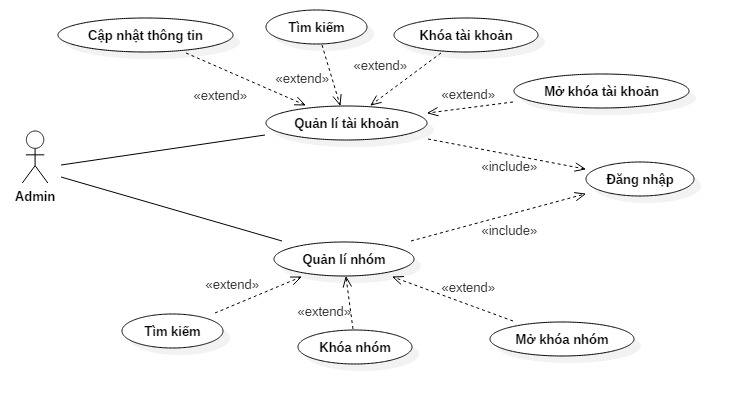 Tìm kiếm
Cập nhật thông tin
Khóa tài khoản
«extend»
«extend»
«extend»
«extend»
Mở khóa tài khoản
Quản lí tài khoản
«include»
Đăng nhập
Admin
«include»
Quản lí nhóm
«extend»
«extend»
«extend»
Tìm kiếm
Khóa nhóm
Mở khóa nhóm